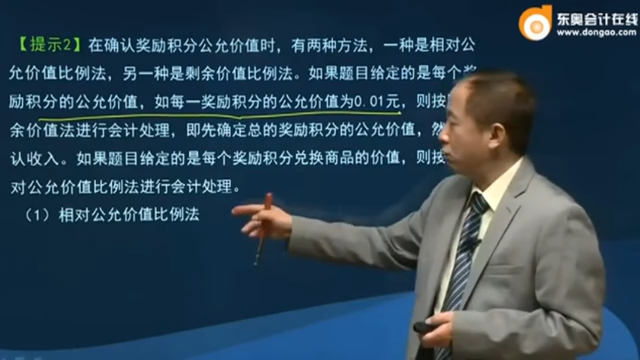 东奥会计在线
www.dongao.com
【提示2】在确认奖励积分公允价值时，有两种方法，一种是相对公
允价值比例法，另一种是剩余价值比例法。如果题目给定的是每个奖
励积分的公允价值，如每一奖励积分的公允价值为0.01元，则按
余价值法进行会计处理，即先确定总的奖励积分的公允价值，然
认收入。如果题目给定的是每个奖励积分兑换商品的价值，则按
对公允价值比例法进行会计处理。
（1）相对公允价值比例法